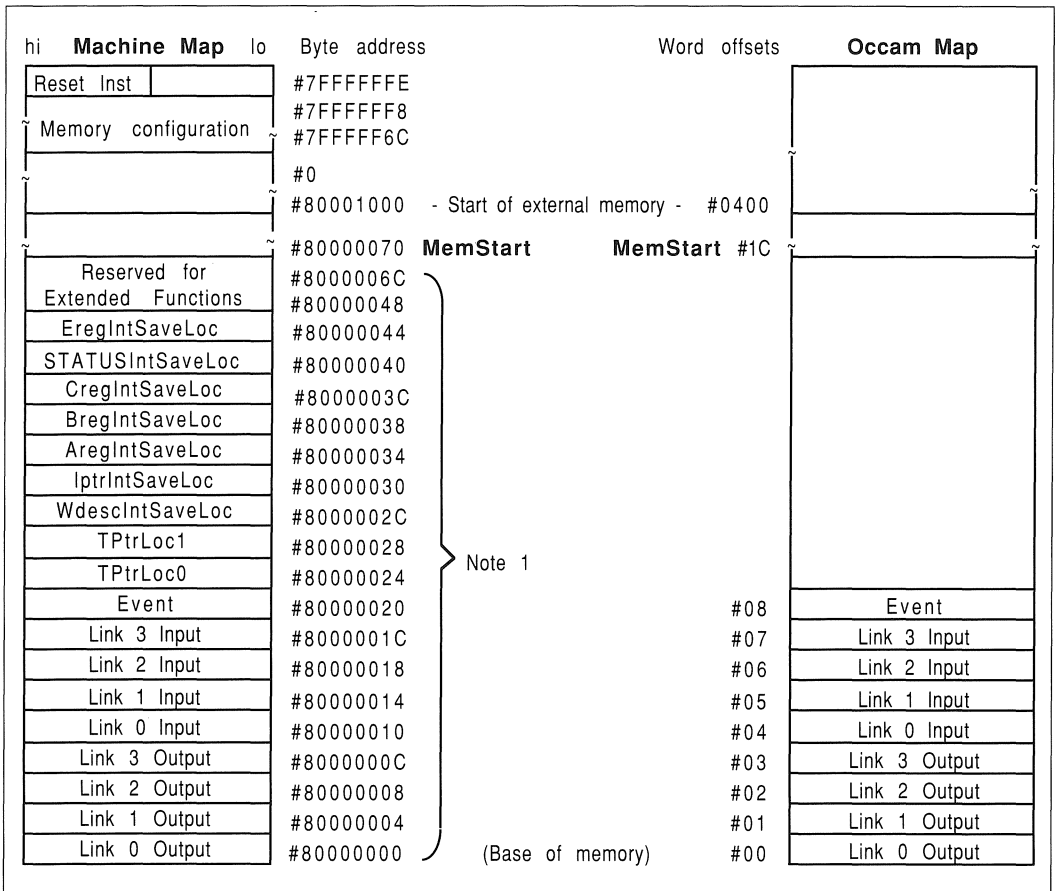 hi Machine Map lo Byte address Word offsets Occam Map
Reset Inst #7FFFFFFE
#7FFFFFF8
Memory configuration #7FFFFF6C
#0
#80001000 - Start of external memory - #0400
#80000070 MemStart MemStart #1C
Reserved for #8000006C
Extended Functions #80000048
EregIntSaveLoc #80000044
STATUSIntSaveLoc #80000040
CregIntSaveLoc #8000003C
BregIntSaveLoc #80000038
AregIntSaveLoc #80000034
IptrIntSaveLoc #80000030
WdescIntSaveLoc #8000002C
TPtrLoc1 #80000028
Note 1
TPtrLoc0 #80000024
Event #80000020 #08 Event
Link 3 Input #8000001C #07 Link 3 Input
Link 2 Input #80000018 #06 Link 2 Input
Link 1 Input #80000014 #05 Link 1 Input
Link 0 Input #80000010 #04 Link 0 Input
Link 3 Output #8000000C #03 Link 3 Output
Link 2 Output #80000008 #02 Link 2 Output
Link 1 Output #80000004 #01 Link 1 Output
Link 0 Output #80000000 (Base of memory) #00 Link 0 Output